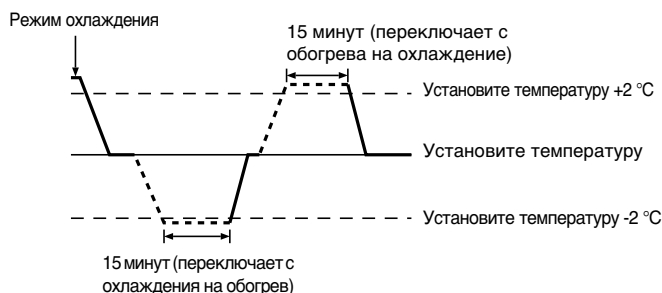 Режим охлаждения
15 минут (переключает с
обогрева на охлаждение)
Установите температуру +2 °C
Установите температуру
Установите температуру -2 °C
15 минут (переключает с
охлаждения на обогрев)